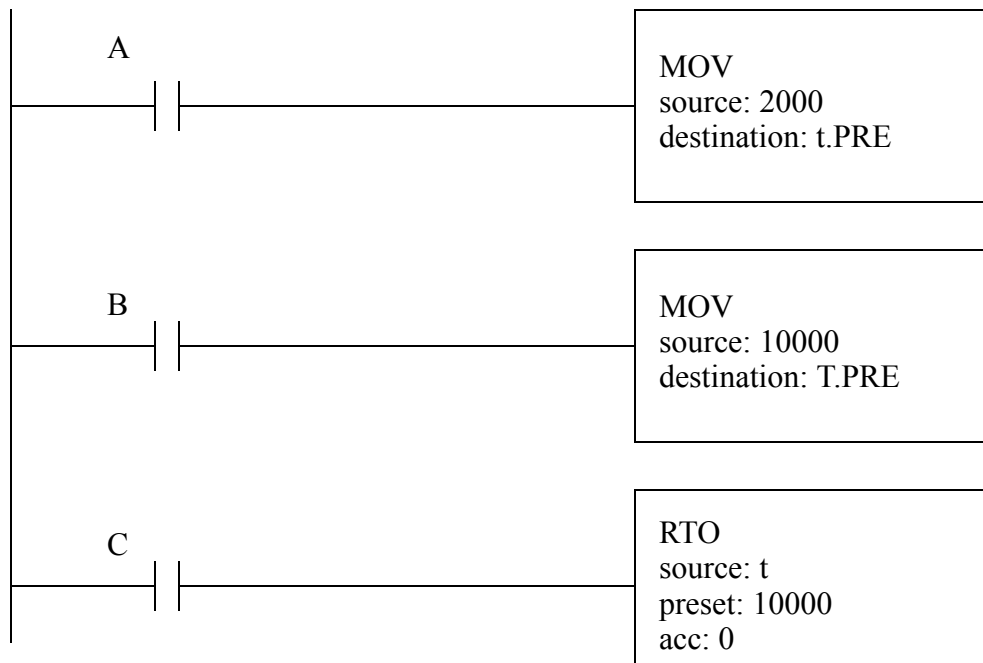 A
MOV
source: 2000
destination: t.PRE
B
MOV
source: 10000
destination: T.PRE
C
RTO
source: t
preset: 10000
acc: 0